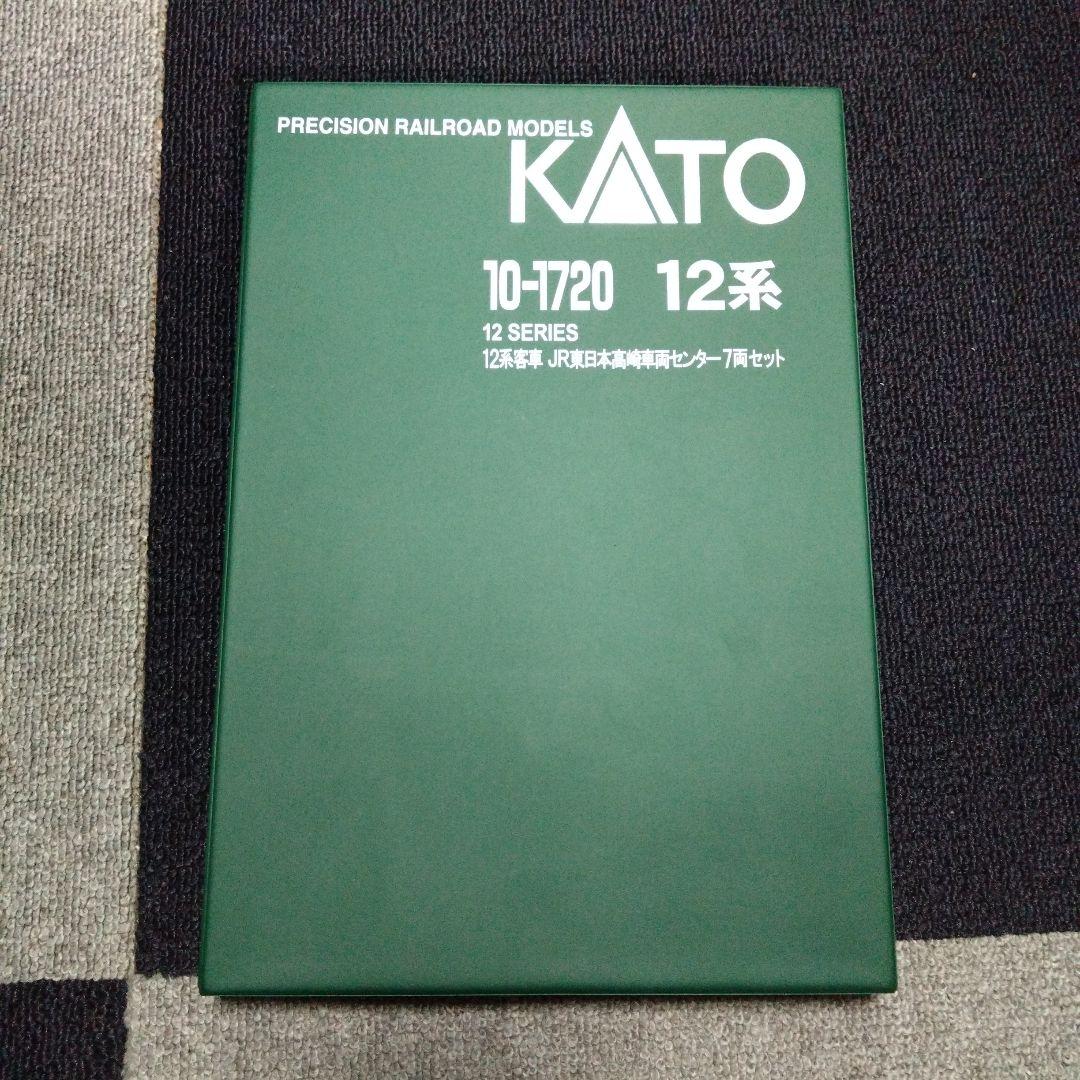 PRECISION RAILROAD MODELS
KATO
10-1720 12系
12 SERIES
12系客車 JR東日本高崎車両センター7両セット